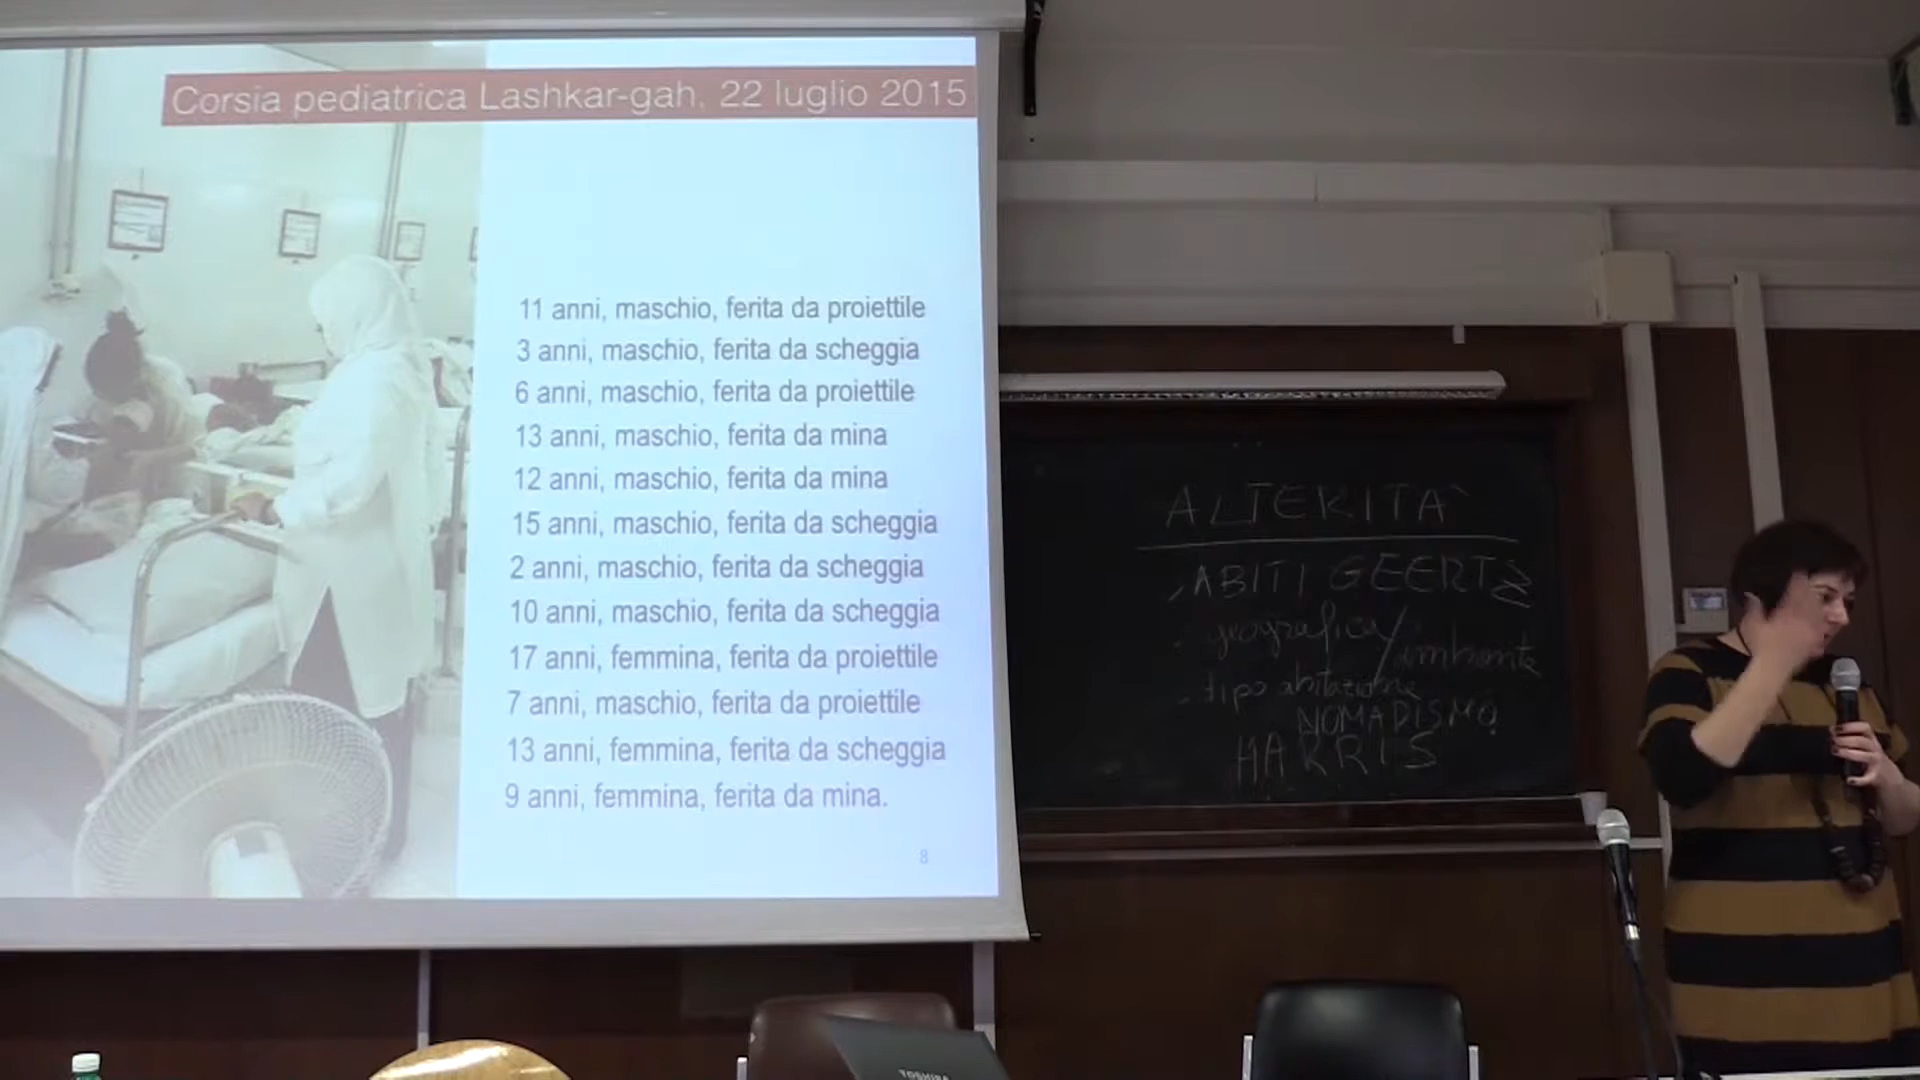 Corsia pediatrica Lashkar-gah. 22 luglio 2015
11 anni, maschio, ferita da proiettile
3 anni, maschio, ferita da scheggia
6 anni, maschio, ferita da proiettile
13 anni, maschio, ferita da mina
12 anni, maschio, ferita da mina
15 anni, maschio, ferita da scheggia
2 anni, maschio, ferita da scheggia
10 anni, maschio, ferita da scheggia
17 anni, femmina, ferita da proiettile
7 anni, maschio, ferita da proiettile
13 anni, femmina, ferita da scheggia
9 anni, femmina, ferita da mina.
8
ALTERITA'
ABITI GEERTZ
geografica/ambiente
- tipo abitazione
NOMADISMO
HARRIS
TOSHIBA